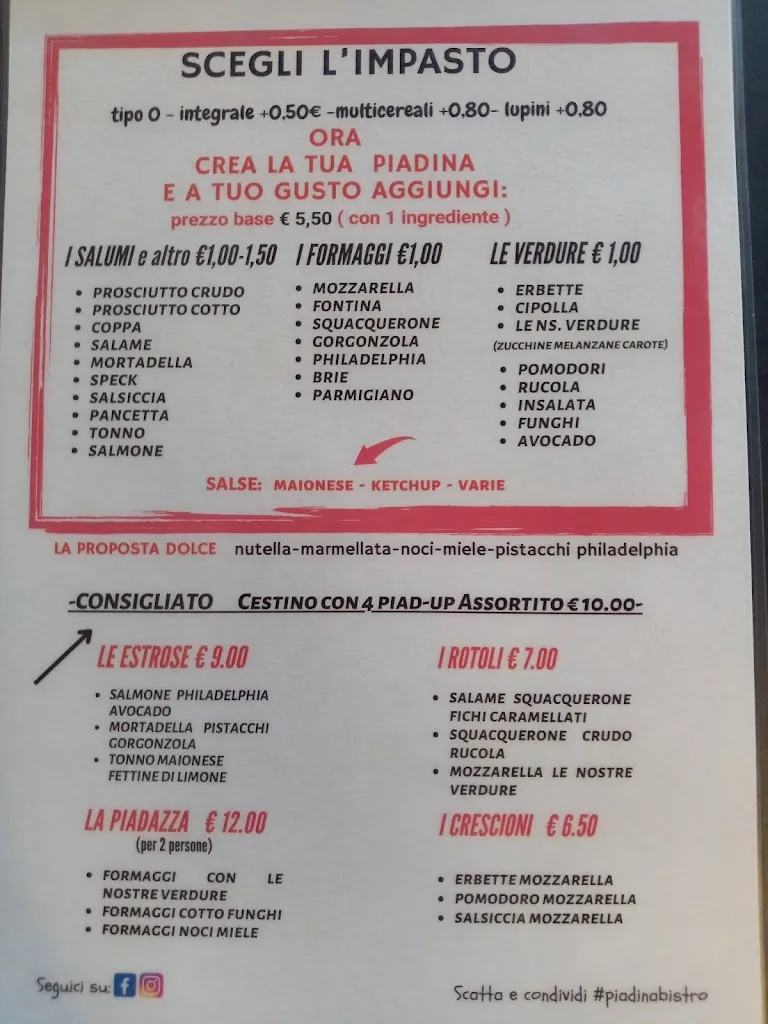 SCEGLI L'IMPASTO
tipo 0 - integrale +0,50€ -multicereali +0,80- lupini +0,80
ORA
CREA LA TUA PIADINA
E A TUO GUSTO AGGIUNGI:
prezzo base € 5,50 ( con 1 ingrediente )
I SALUMI e altro €1,00-1,50
• PROSCIUTTO CRUDO
• PROSCIUTTO COTTO
• COPPA
• SALAME
• MORTADELLA
• SPECK
• SALSICCIA
• PANCETTA
• TONNO
• SALMONE
I FORMAGGI €1,00
• MOZZARELLA
• FONTINA
• SQUACQUERONE
• GORGONZOLA
• PHILADELPHIA
• BRIE
• PARMIGIANO
LE VERDURE € 1,00
• ERBETTE
• CIPOLLA
• LE NS. VERDURE
(ZUCCHINE MELANZANE CAROTE)
• POMODORI
• RUCOLA
• INSALATA
• FUNGHI
• AVOCADO
SALSE: MAIONESE - KETCHUP - VARIE
LA PROPOSTA DOLCE nutella-marmellata-noci-miele-pistacchi philadelphia
-CONSIGLIATO CESTINO CON 4 PIAD-UP ASSORTITO € 10.00-
LE ESTROSE € 9.00
• SALMONE PHILADELPHIA
AVOCADO
• MORTADELLA PISTACCHI
GORGONZOLA
• TONNO MAIONESE
FETTINE DI LIMONE
I ROTOLI € 7.00
• SALAME SQUACQUERONE
FICHI CARAMELLATI
• SQUACQUERONE CRUDO
RUCOLA
• MOZZARELLA LE NOSTRE
VERDURE
LA PIADAZZA € 12.00
(per 2 persone)
• FORMAGGI CON LE
NOSTRE VERDURE
• FORMAGGI COTTO FUNGHI
• FORMAGGI NOCI MIELE
I CRESCIONI € 6.50
• ERBETTE MOZZARELLA
• POMODORO MOZZARELLA
• SALSICCIA MOZZARELLA
Seguici su:
Scatta e condividi #piadinabistro